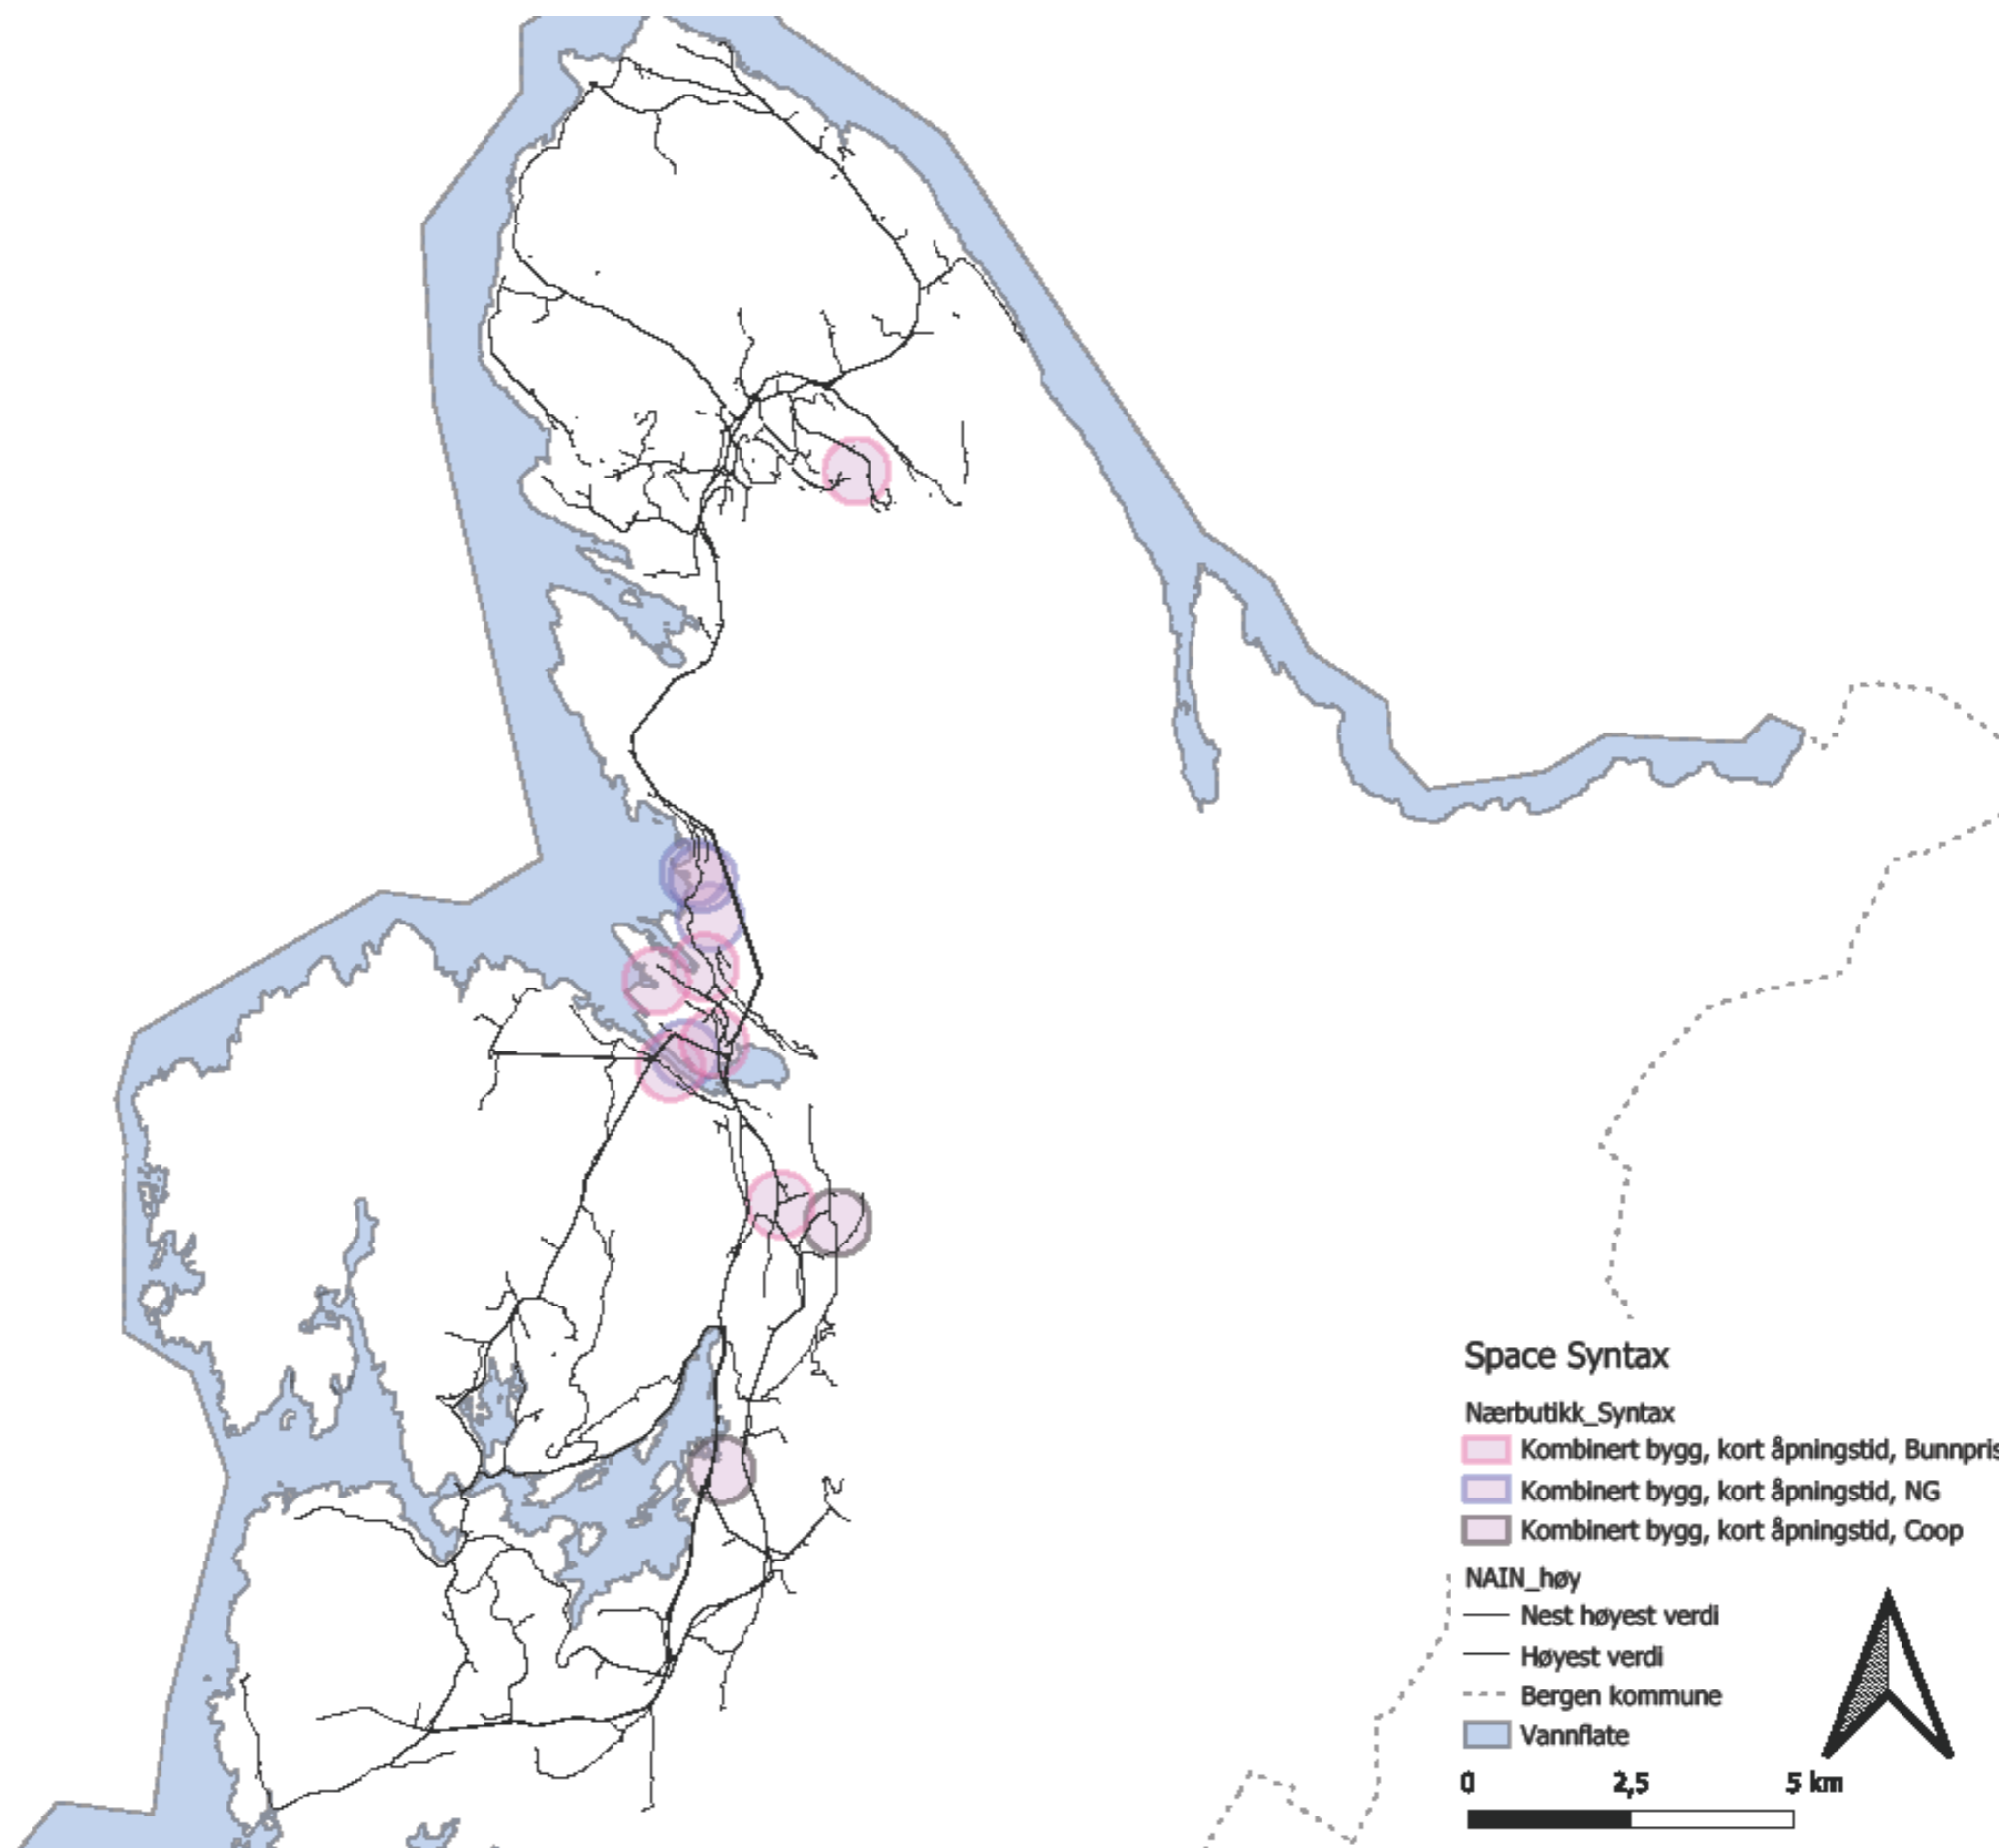 Space Syntax
Nærbutikk_Syntax
Kombinert bygg, kort åpningstid, Bunnpris
Kombinert bygg, kort åpningstid, NG
Kombinert bygg, kort åpningstid, Coop
NAIN_høy
Nest høyest verdi
Høyest verdi
Bergen kommune
Vannflate
0 2,5 5 km